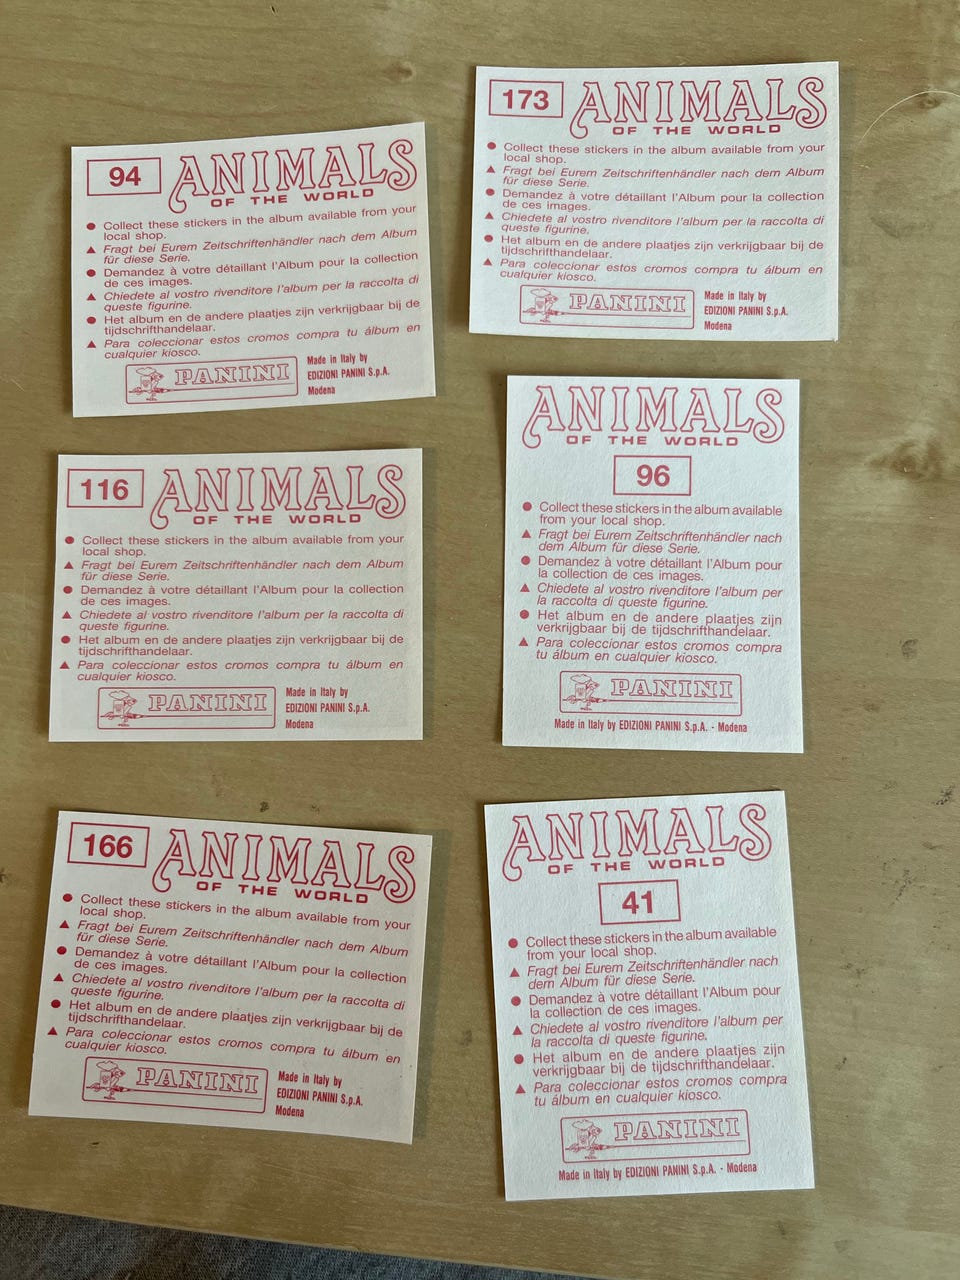 94 ANIMALS
OF THE WORLD
● Collect these stickers in the album available from your
local shop.
▲ Fragt bei Eurem Zeitschriftenhändler nach dem Album
für diese Serie.
● Demandez à votre détaillant l'Album pour la collection
de ces images.
▲ Chiedete al vostro rivenditore l'album per la raccolta di
queste figurine.
● Het album en de andere plaatjes zijn verkrijgbaar bij de
tijdschrifthandelaar.
▲ Para coleccionar estos cromos compra tu álbum en
cualquier kiosco.
PANINI
Made in Italy by
EDIZIONI PANINI S.p.A.
Modena
173 ANIMALS
OF THE WORLD
● Collect these stickers in the album available from your
local shop.
▲ Fragt bei Eurem Zeitschriftenhändler nach dem Album
für diese Serie.
● Demandez à votre détaillant l'Album pour la collection
de ces images.
▲ Chiedete al vostro rivenditore l'album per la raccolta di
queste figurine.
● Het album en de andere plaatjes zijn verkrijgbaar bij de
tijdschrifthandelaar.
▲ Para coleccionar estos cromos compra tu álbum en
cualquier kiosco.
PANINI
Made in Italy by
EDIZIONI PANINI S.p.A.
Modena
116 ANIMALS
OF THE WORLD
● Collect these stickers in the album available from your
local shop.
▲ Fragt bei Eurem Zeitschriftenhändler nach dem Album
für diese Serie.
● Demandez à votre détaillant l'Album pour la collection
de ces images.
▲ Chiedete al vostro rivenditore l'album per la raccolta di
queste figurine.
● Het album en de andere plaatjes zijn verkrijgbaar bij de
tijdschrifthandelaar.
▲ Para coleccionar estos cromos compra tu álbum en
cualquier kiosco.
PANINI
Made in Italy by
EDIZIONI PANINI S.p.A.
Modena
ANIMALS
OF THE WORLD
96
● Collect these stickers in the album available
from your local shop.
▲ Fragt bei Eurem Zeitschriftenhändler nach
dem Album für diese Serie.
● Demandez à votre détaillant l'Album pour
la collection de ces images.
▲ Chiedete al vostro rivenditore l'album per
la raccolta di queste figurine.
● Het album en de andere plaatjes zijn
verkrijgbaar bij de tijdschrifthandelaar.
▲ Para coleccionar estos cromos compra
tu álbum en cualquier kiosco.
PANINI
Made in Italy by EDIZIONI PANINI S.p.A. - Modena
166 ANIMALS
OF THE WORLD
● Collect these stickers in the album available from your
local shop.
▲ Fragt bei Eurem Zeitschriftenhändler nach dem Album
für diese Serie.
● Demandez à votre détaillant l'Album pour la collection
de ces images.
▲ Chiedete al vostro rivenditore l'album per la raccolta di
queste figurine.
● Het album en de andere plaatjes zijn verkrijgbaar bij de
tijdschrifthandelaar.
▲ Para coleccionar estos cromos compra tu álbum en
cualquier kiosco.
PANINI
Made in Italy by
EDIZIONI PANINI S.p.A.
Modena
ANIMALS
OF THE WORLD
41
● Collect these stickers in the album available
from your local shop.
▲ Fragt bei Eurem Zeitschriftenhändler nach
dem Album für diese Serie.
● Demandez à votre détaillant l'Album pour
la collection de ces images.
▲ Chiedete al vostro rivenditore l'album per
la raccolta di queste figurine.
● Het album en de andere plaatjes zijn
verkrijgbaar bij de tijdschrifthandelaar.
▲ Para coleccionar estos cromos compra
tu álbum en cualquier kiosco.
PANINI
Made in Italy by EDIZIONI PANINI S.p.A. - Modena